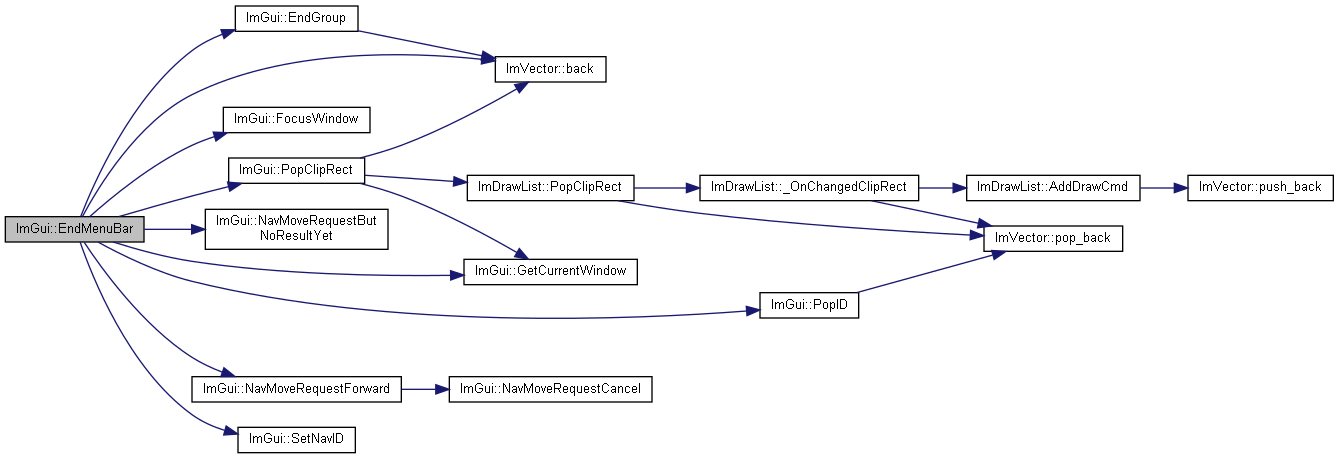 ImGui::EndGroup
ImVector::back
ImGui::FocusWindow
ImGui::PopClipRect
ImDrawList::PopClipRect
ImDrawList::_OnChangedClipRect
ImDrawList::AddDrawCmd
ImVector::push_back
ImGui::EndMenuBar
ImGui::NavMoveRequestBut
NoResultYet
ImVector::pop_back
ImGui::GetCurrentWindow
ImGui::PopID
ImGui::NavMoveRequestForward
ImGui::NavMoveRequestCancel
ImGui::SetNavID